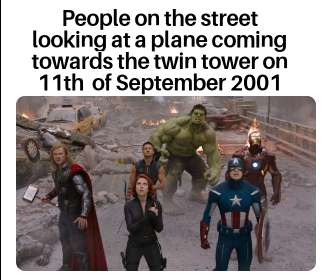 People on the street
looking at a plane coming
towards the twin tower on
11th of September 2001